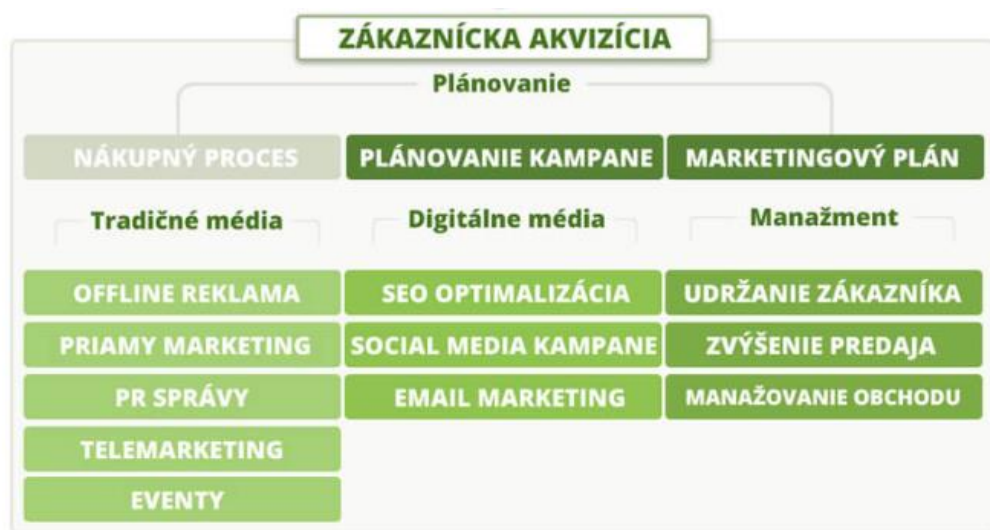 ZÁKAZNÍCKA AKVIZÍCIA
Plánovanie
NÁKUPNÝ PROCES
PLÁNOVANIE KAMPANE
MARKETINGOVÝ PLÁN
Tradičné média
Digitálne média
Manažment
OFFLINE REKLAMA
SEO OPTIMALIZÁCIA
UDRŽANIE ZÁKAZNÍKA
PRIAMY MARKETING
SOCIAL MEDIA KAMPANE
ZVÝŠENIE PREDAJA
PR SPRÁVY
EMAIL MARKETING
MANAŽOVANIE OBCHODU
TELEMARKETING
EVENTY